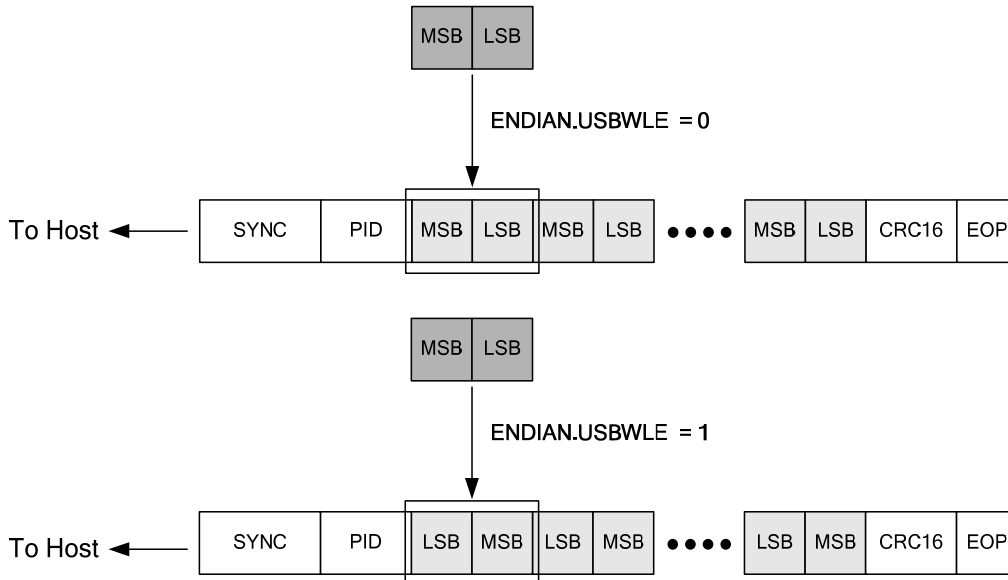 MSB LSB
ENDIAN.USBWLE = 0
To Host SYNC PID MSB LSB MSB LSB MSB LSB CRC16 EOP
MSB LSB
ENDIAN.USBWLE = 1
To Host SYNC PID LSB MSB LSB MSB LSB MSB CRC16 EOP